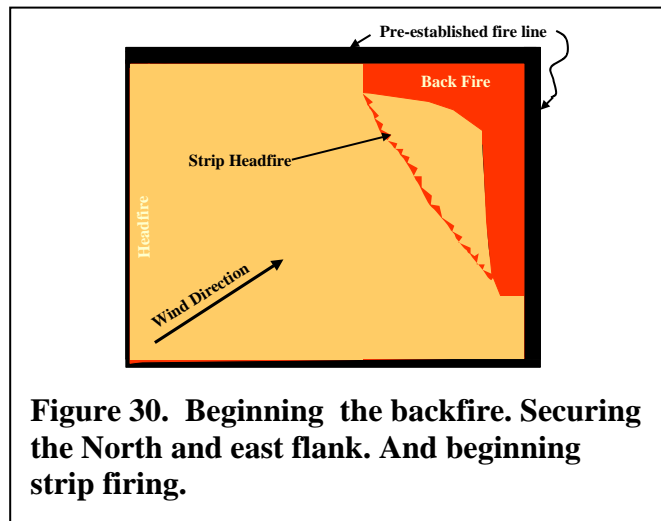 Pre-established fire line
Back Fire
Strip Headfire
Headfire
Wind Direction
Figure 30. Beginning the backfire. Securing
the North and east flank. And beginning
strip firing.